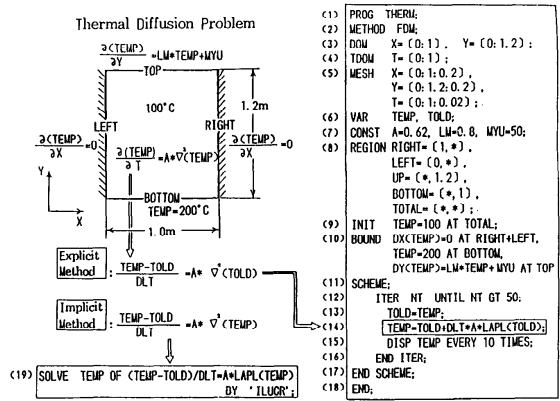 Thermal Diffusion Problem
∂(TEMP)/∂Y =LM*TEMP+MYU
TOP
100°C
1.2m
LEFT
RIGHT
∂(TEMP)/∂X =0
∂(TEMP)/∂T =A*∇²(TEMP)
∂(TEMP)/∂X =0
Y
X
BOTTOM
TEMP=200°C
1.0m
Explicit Method : TEMP-TOLD/DLT =A* ∇²(TOLD)
Implicit Method : TEMP-TOLD/DLT =A* ∇²(TEMP)
(19) SOLVE TEMP OF (TEMP-TOLD)/DLT=A*LAPL(TEMP)
BY 'ILUCR';
(1) PROG THERM;
(2) METHOD FDM;
(3) DOM X= (0:1), Y= (0:1.2);
(4) TDOM T= (0:1);
(5) MESH X= (0:1:0.2),
Y= (0:1.2:0.2),
T= (0:1:0.02);
(6) VAR TEMP, TOLD;
(7) CONST A=0.62, LM=0.8, MYU=50;
(8) REGION RIGHT= (1,*),
LEFT= (0,*),
UP= (*,1.2),
BOTTOM= (*,1),
TOTAL= (*,*);
(9) INIT TEMP=100 AT TOTAL;
(10) BOUND DX(TEMP)=0 AT RIGHT+LEFT,
TEMP=200 AT BOTTOM,
DY(TEMP)=LM*TEMP+MYU AT TOP
(11) SCHEME;
(12) ITER NT UNTIL NT GT 50;
(13) TOLD=TEMP;
(14) TEMP=TOLD+DLT*A*LAPL(TOLD);
(15) DISP TEMP EVERY 10 TIMES;
(16) END ITER;
(17) END SCHEME;
(18) END;